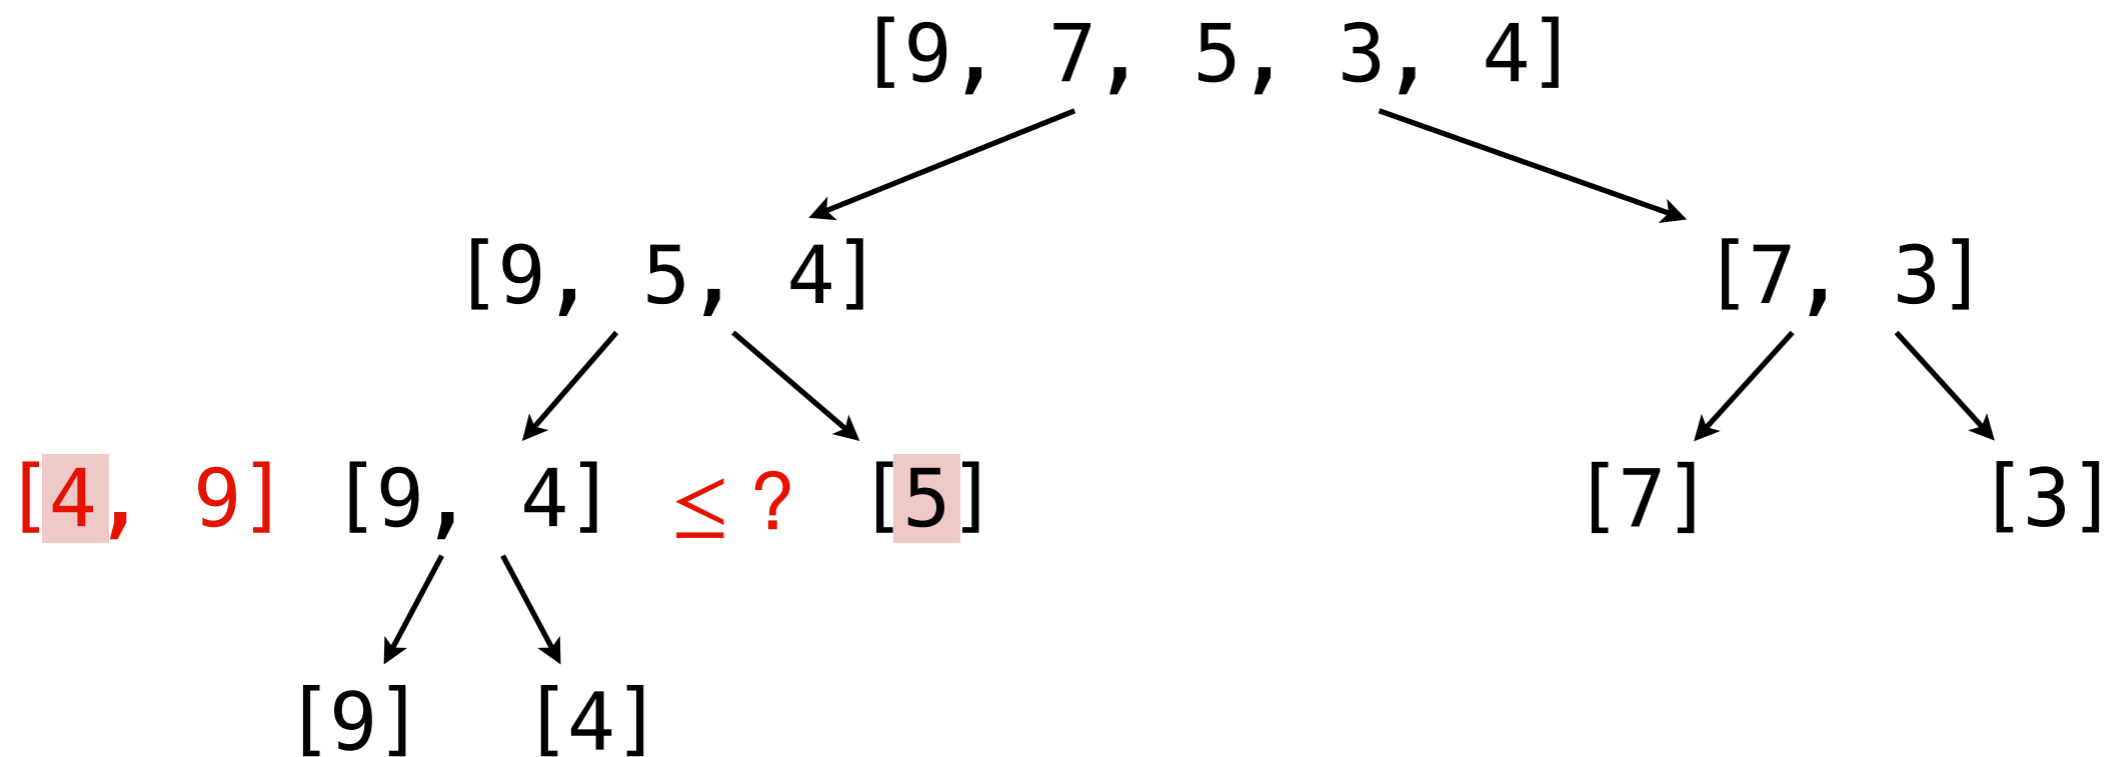 [9, 7, 5, 3, 4]
[9, 5, 4] [7, 3]
[4, 9] [9, 4] ≤ ? [5] [7] [3]
[9] [4]